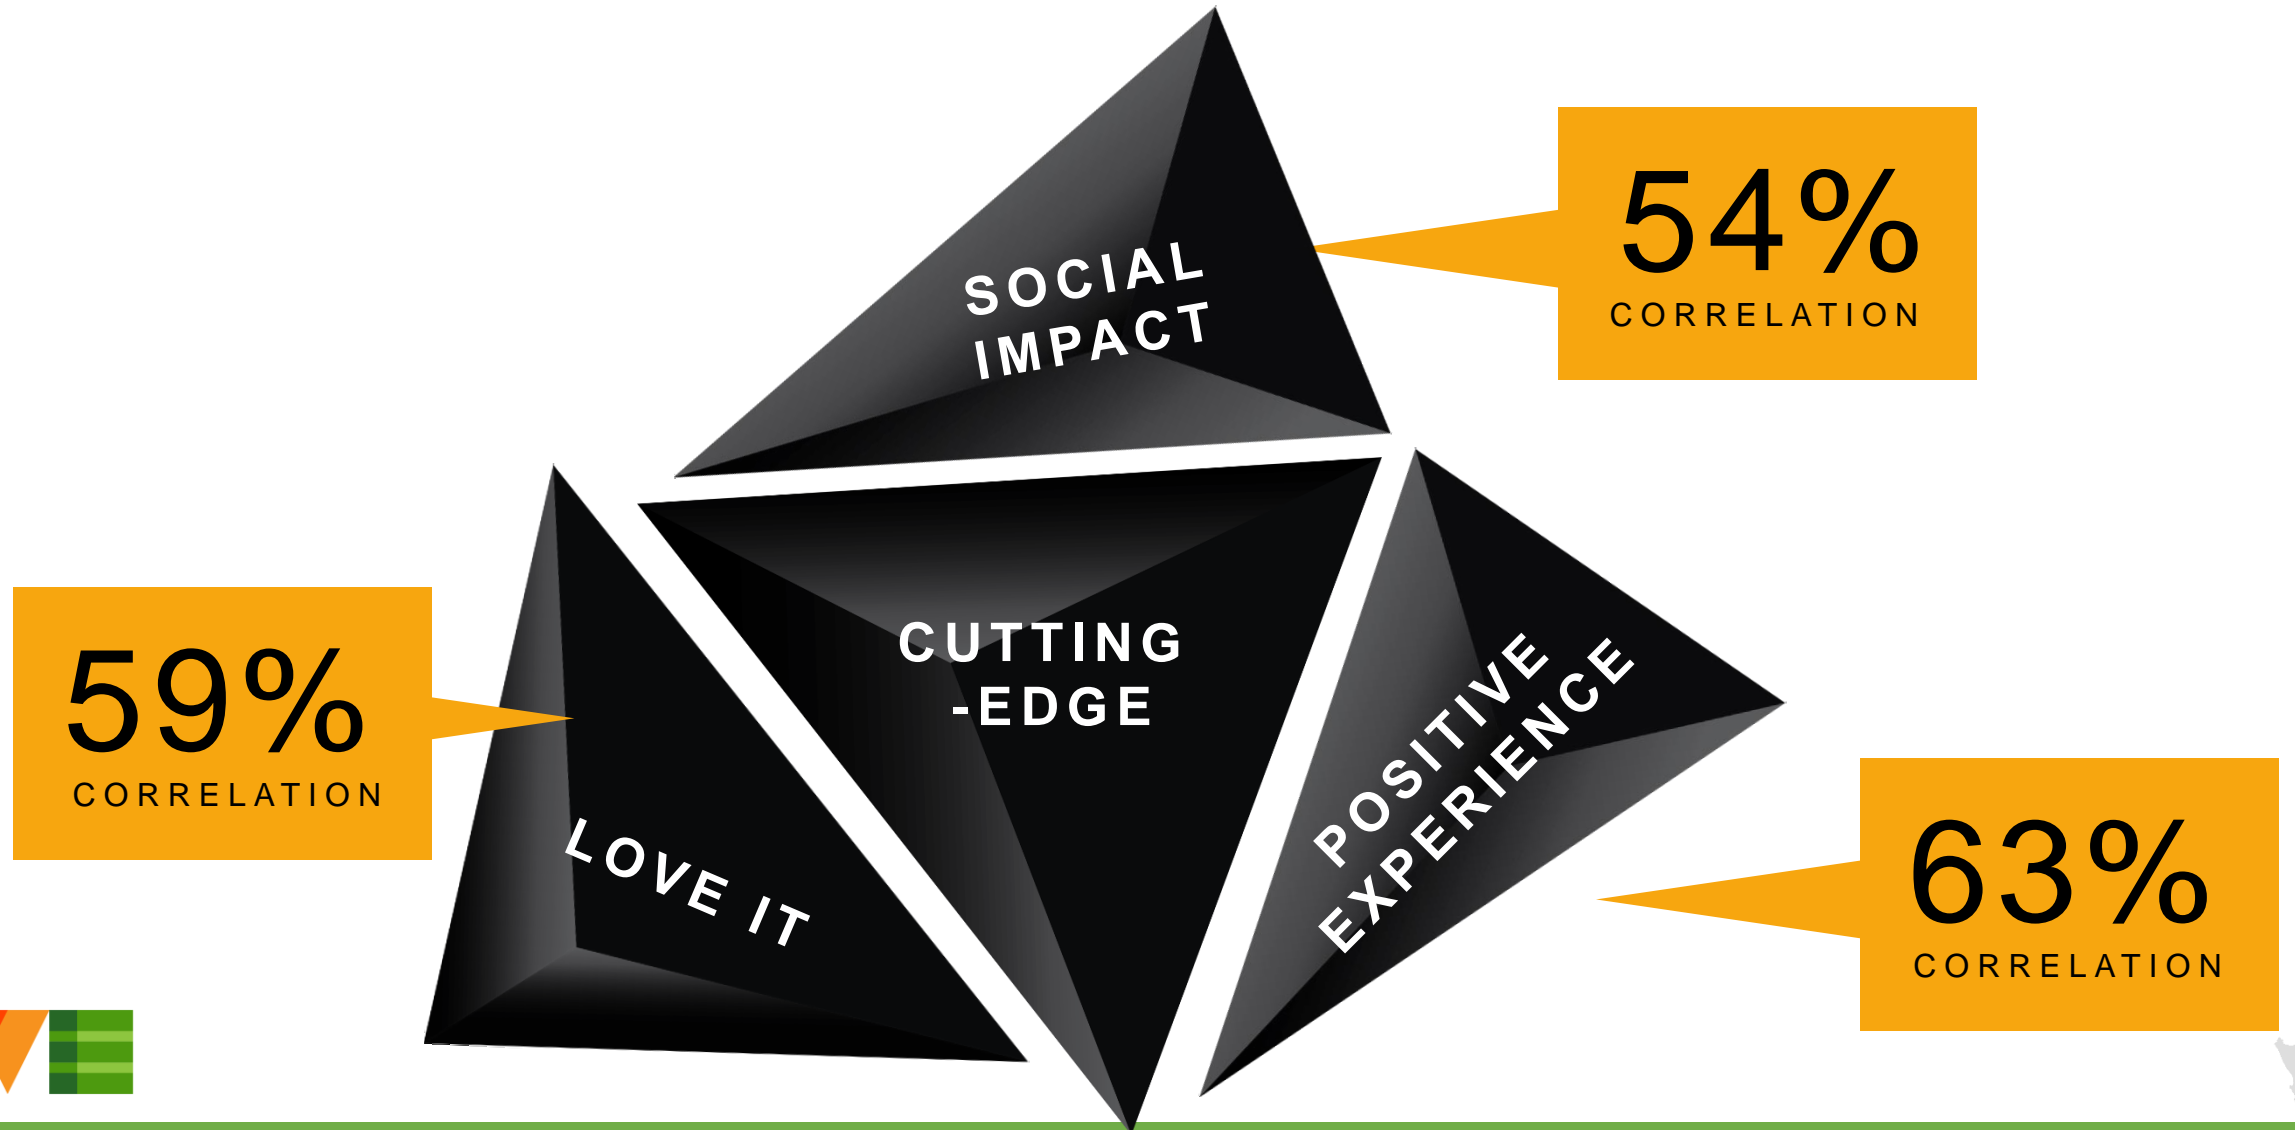 SOCIAL
IMPACT
54%
CORRELATION
CUTTING
-EDGE
59%
CORRELATION
LOVE IT
POSITIVE
EXPERIENCE
63%
CORRELATION